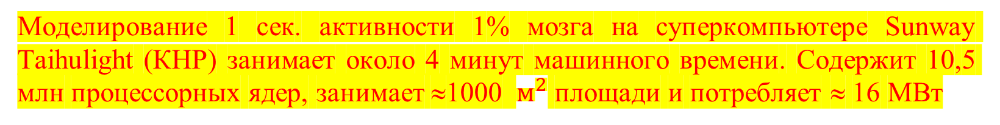 Моделирование 1 сек. активности 1% мозга на суперкомпьютере Sunway
Taihulight (КНР) занимает около 4 минут машинного времени. Содержит 10,5
млн процессорных ядер, занимает ≈1000 м² площади и потребляет ≈ 16 МВт